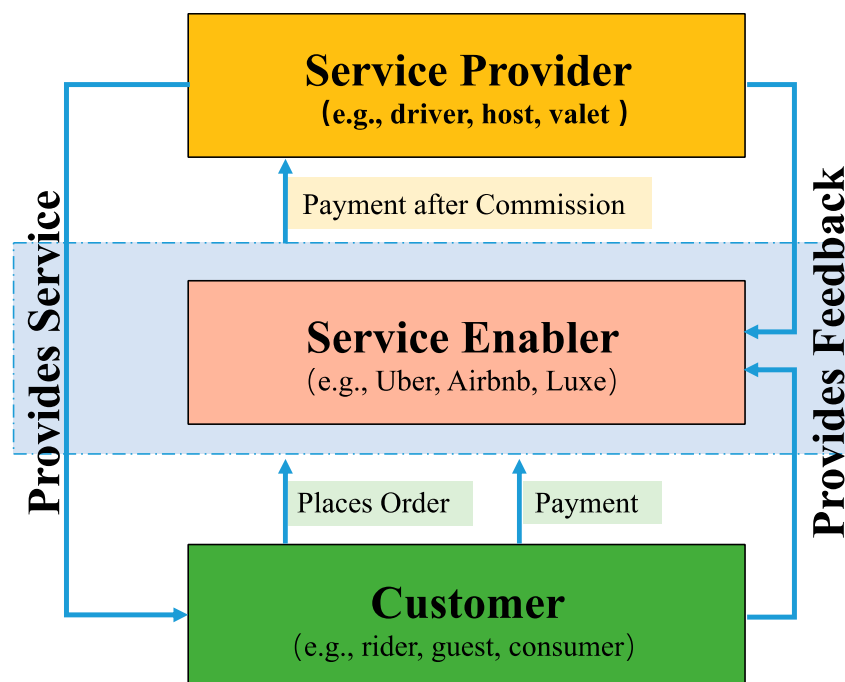 Service Provider
(e.g., driver, host, valet )
Payment after Commission
Provides Service
Provides Feedback
Service Enabler
(e.g., Uber, Airbnb, Luxe)
Places Order
Payment
Customer
(e.g., rider, guest, consumer)